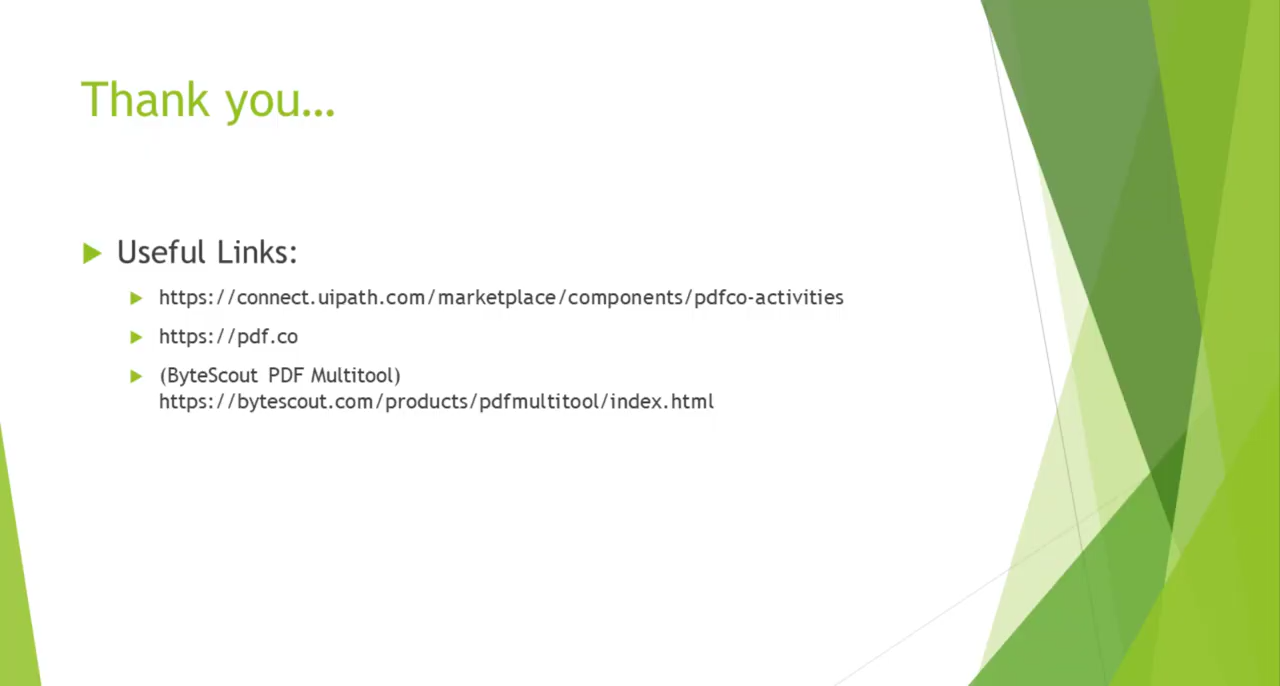 Thank you…
Useful Links:
https://connect.uipath.com/marketplace/components/pdfco-activities
https://pdf.co
(ByteScout PDF Multitool)
https://bytescout.com/products/pdfmultitool/index.html